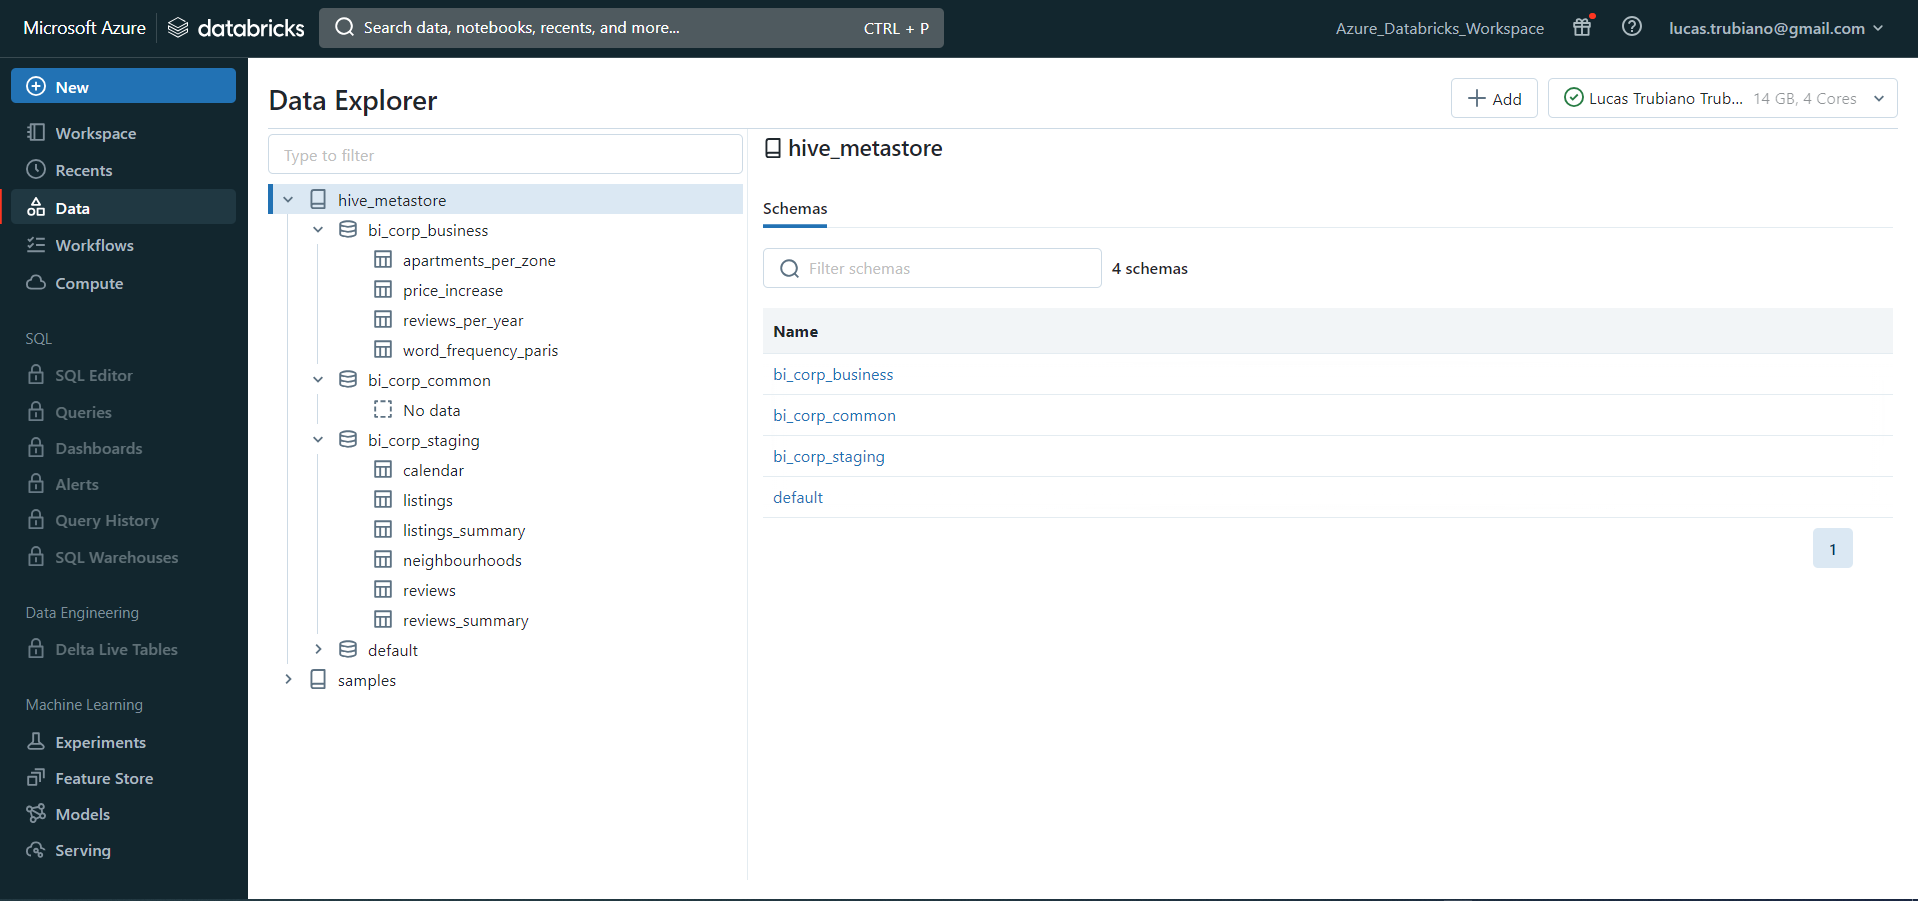 Microsoft Azure databricks Search data, notebooks, recents, and more... CTRL + P Azure_Databricks_Workspace lucas.trubiano@gmail.com
New
Workspace
Recents
Data
Workflows
Compute
SQL
SQL Editor
Queries
Dashboards
Alerts
Query History
SQL Warehouses
Data Engineering
Delta Live Tables
Machine Learning
Experiments
Feature Store
Models
Serving
Data Explorer
Add
Lucas Trubiano Trub... 14 GB, 4 Cores
Type to filter
hive_metastore
bi_corp_business
apartments_per_zone
price_increase
reviews_per_year
word_frequency_paris
bi_corp_common
No data
bi_corp_staging
calendar
listings
listings_summary
neighbourhoods
reviews
reviews_summary
default
samples
hive_metastore
Schemas
Filter schemas 4 schemas
Name
bi_corp_business
bi_corp_common
bi_corp_staging
default
1